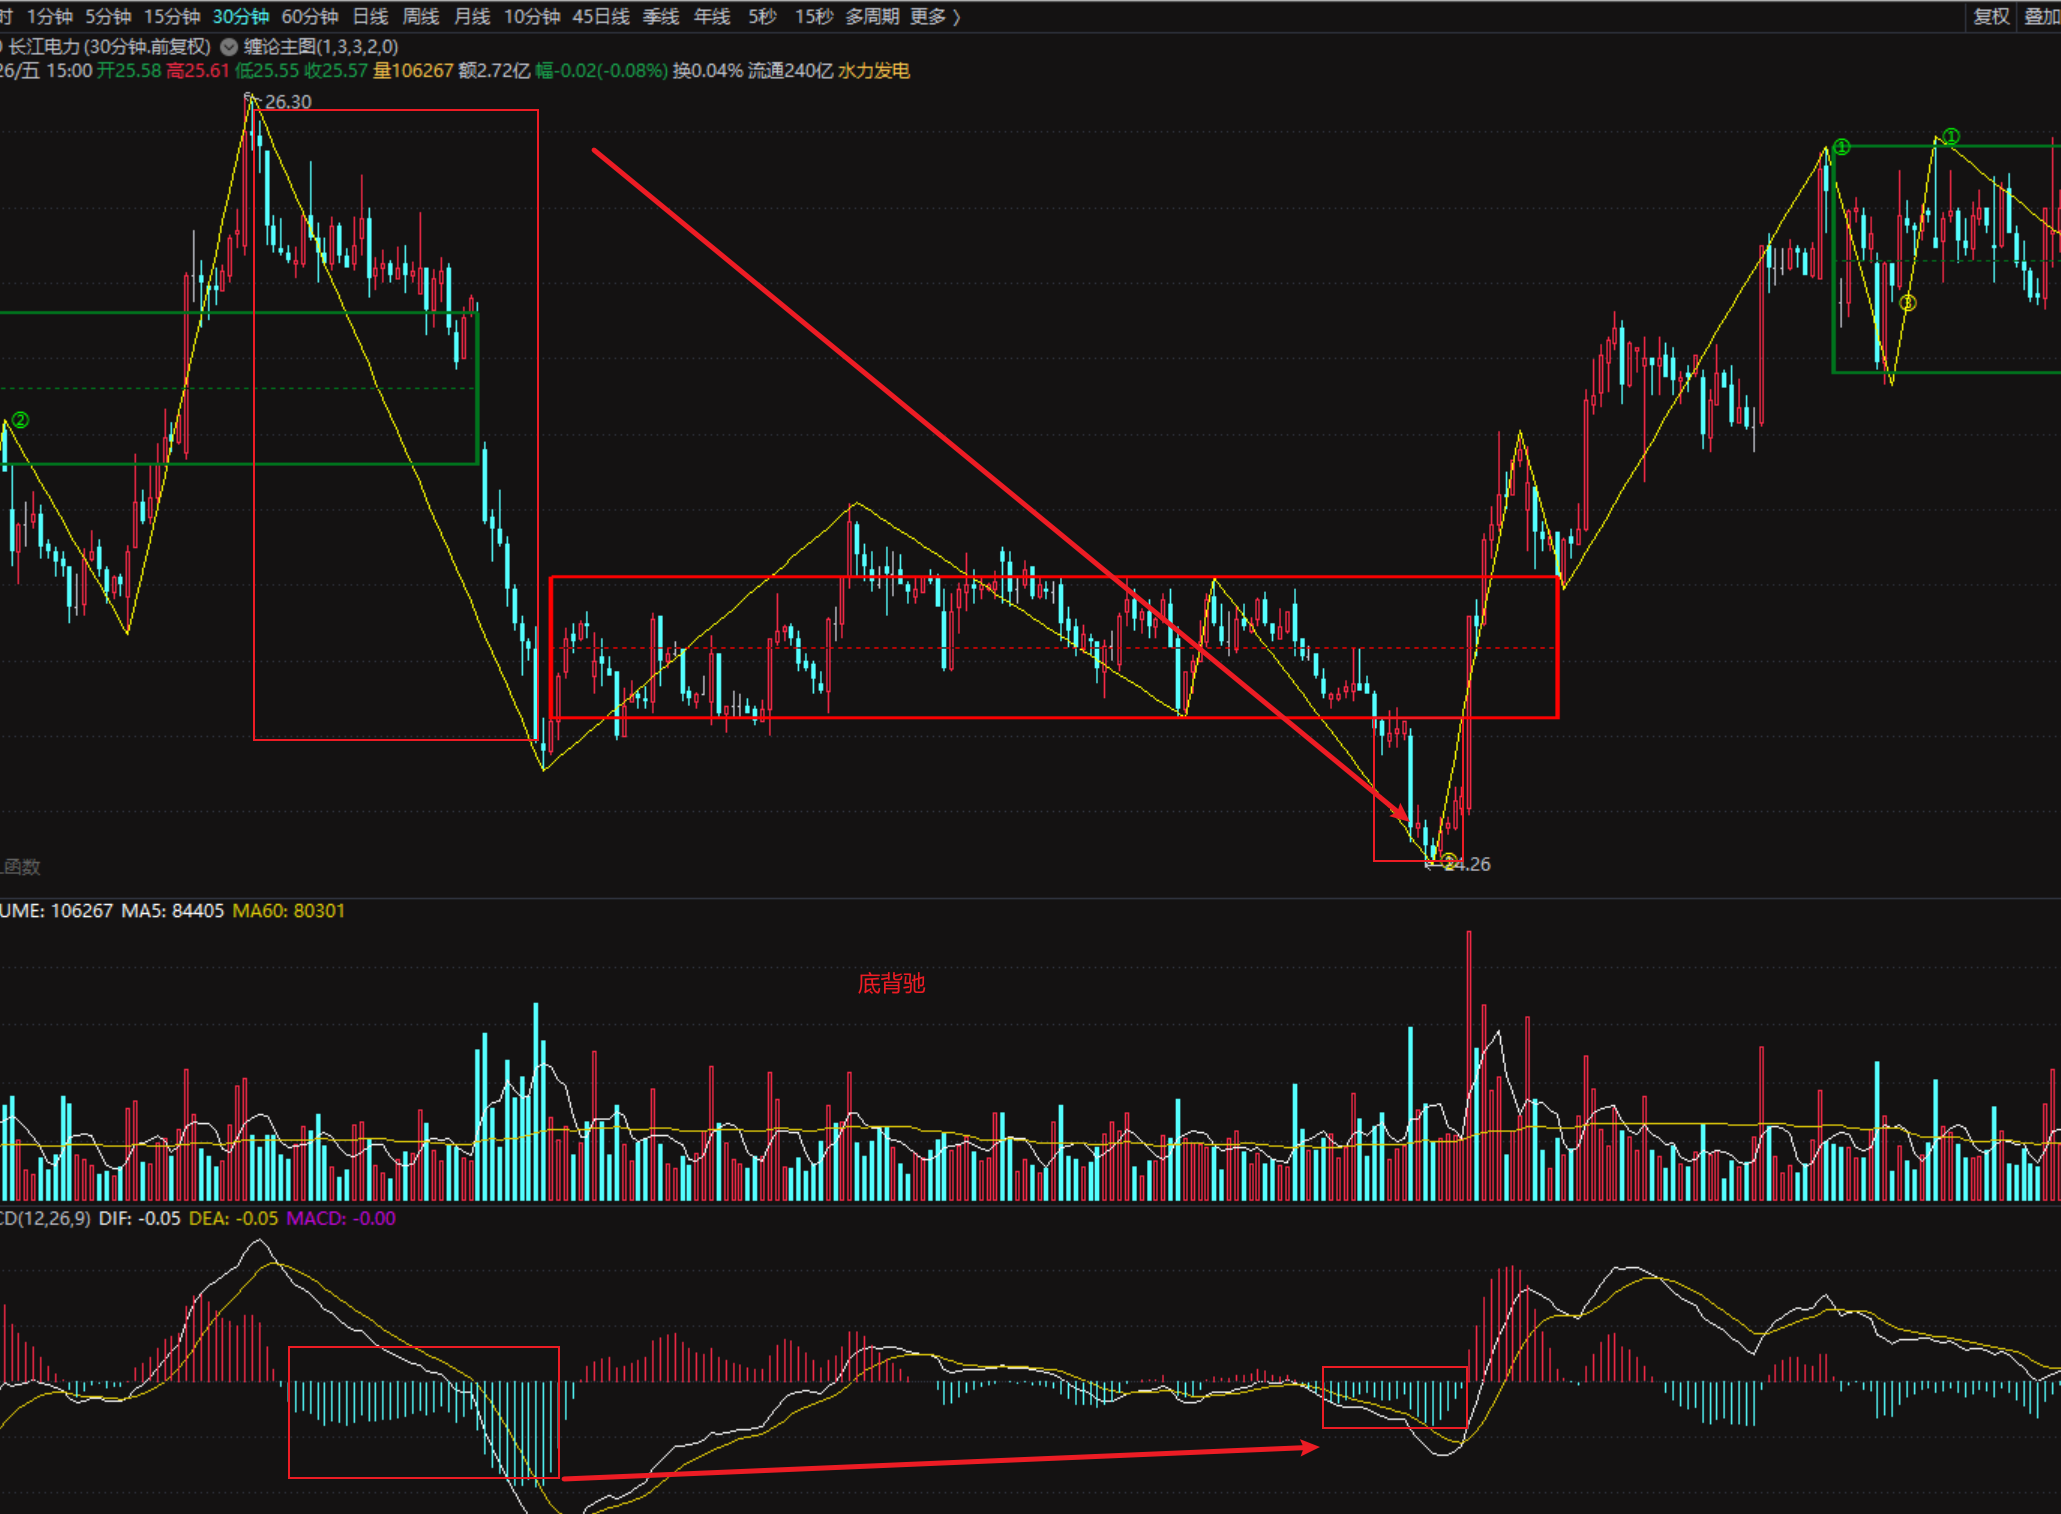 时 1分钟 5分钟 15分钟 30分钟 60分钟 日线 周线 月线 10分钟 45日线 季线 年线 5秒 15秒 多周期 更多 〉 复权 叠加
长江电力(30分钟.前复权) 缠论主图(1,3,3,2,0)
26/五 15:00 开25.58 高25.61 低25.55 收25.57 量106267 额2.72亿 幅-0.02(-0.08%) 换0.04% 流通240亿 水力发电
26.30
①
①
③
②
24.26
函数
UME: 106267 MA5: 84405 MA60: 80301
底背驰
CD(12,26,9) DIF: -0.05 DEA: -0.05 MACD: -0.00